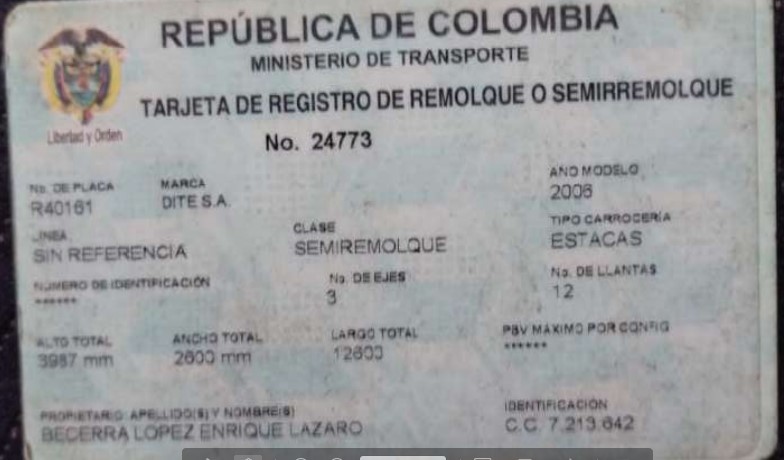 REPÚBLICA DE COLOMBIA
MINISTERIO DE TRANSPORTE
TARJETA DE REGISTRO DE REMOLQUE O SEMIRREMOLQUE
Libertad y Orden
No. 24773
No. DE PLACA MARCA AÑO MODELO
R40161 DITE S.A. 2006
LINEA CLASE TIPO CARROCERÍA
SIN REFERENCIA SEMIREMOLQUE ESTACAS
NUMERO DE IDENTIFICACIÓN No. DE EJES No. DE LLANTAS
****** 3 12
ALTO TOTAL ANCHO TOTAL LARGO TOTAL PBV MAXIMO POR CONFIG
3987 mm 2600 mm 12600 ******
PROPIETARIO: APELLIDO(S) Y NOMBRE(S) IDENTIFICACIÓN
BECERRA LOPEZ ENRIQUE LAZARO C.C. 7.213.642